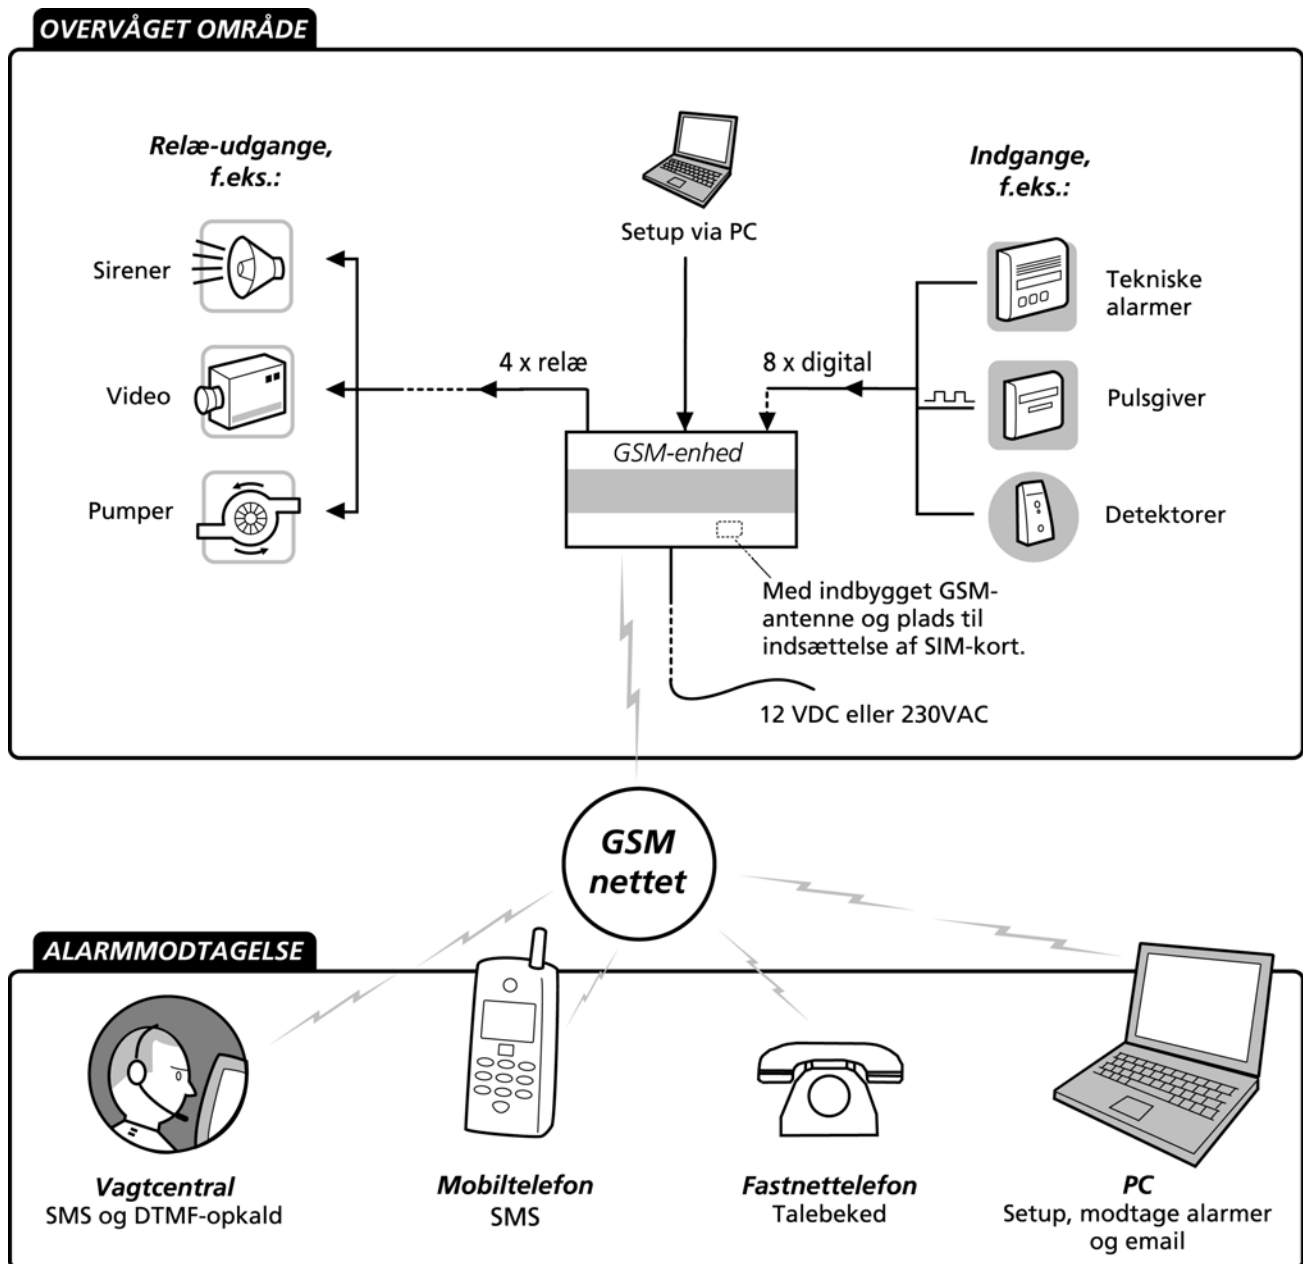 OVERVÅGET OMRÅDE
Relæ-udgange,
f.eks.:
Sirener
Video
Pumper
4 x relæ
Setup via PC
8 x digital
Indgange,
f.eks.:
Tekniske
alarmer
Pulsgiver
Detektorer
GSM-enhed
Med indbygget GSM-
antenne og plads til
indsættelse af SIM-kort.
12 VDC eller 230VAC
GSM
nettet
ALARMMODTAGELSE
Vagtcentral
SMS og DTMF-opkald
Mobiltelefon
SMS
Fastnettelefon
Talebeked
PC
Setup, modtage alarmer
og email